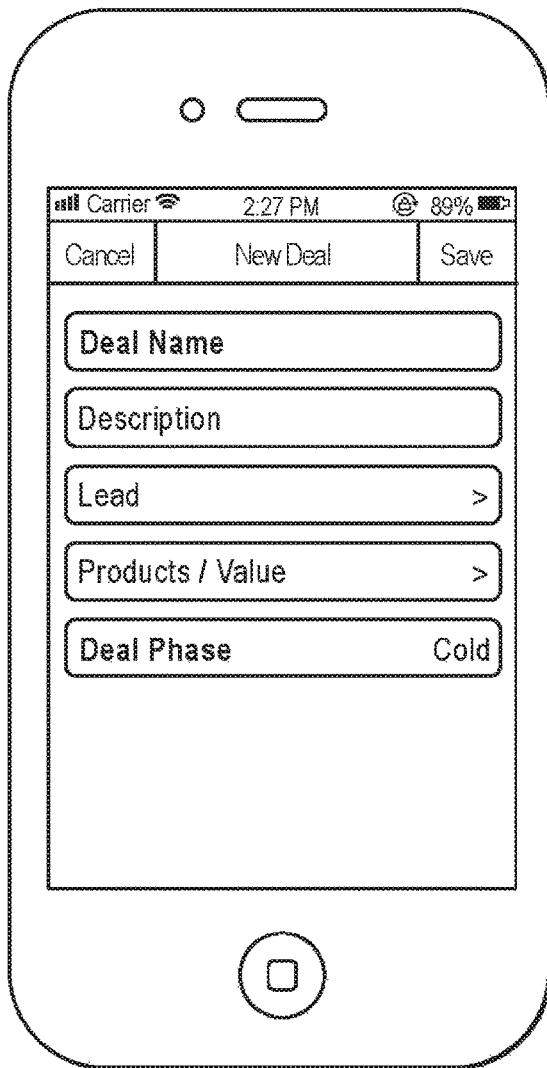 Carrier 2:27 PM 89%
Cancel New Deal Save
Deal Name
Description
Lead >
Products / Value >
Deal Phase Cold